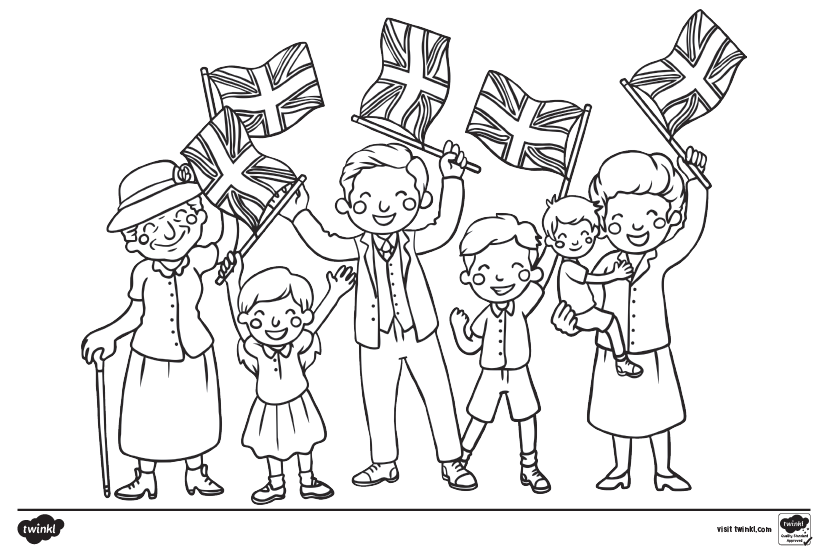 twinkl
visit twinkl.com
twinkl
Quality Standard
Approved